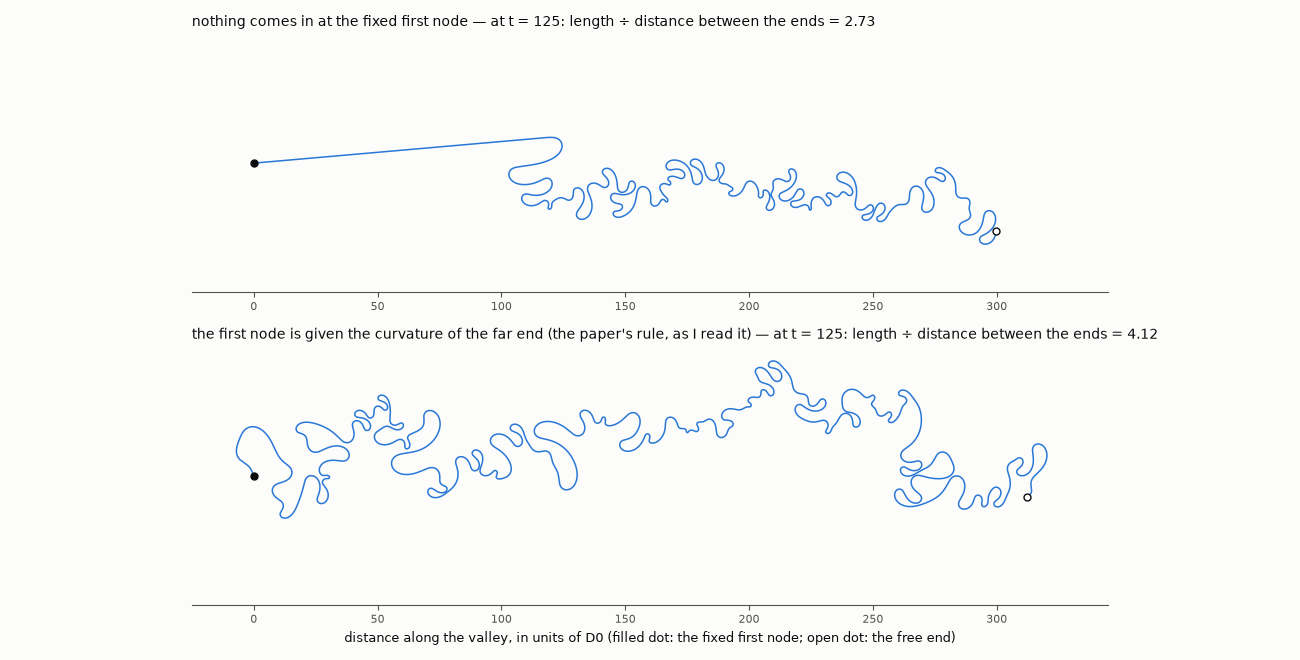 nothing comes in at the fixed first node — at t = 125: length ÷ distance between the ends = 2.73
0 50 100 150 200 250 300
the first node is given the curvature of the far end (the paper's rule, as I read it) — at t = 125: length ÷ distance between the ends = 4.12
0 50 100 150 200 250 300
distance along the valley, in units of D0 (filled dot: the fixed first node; open dot: the free end)